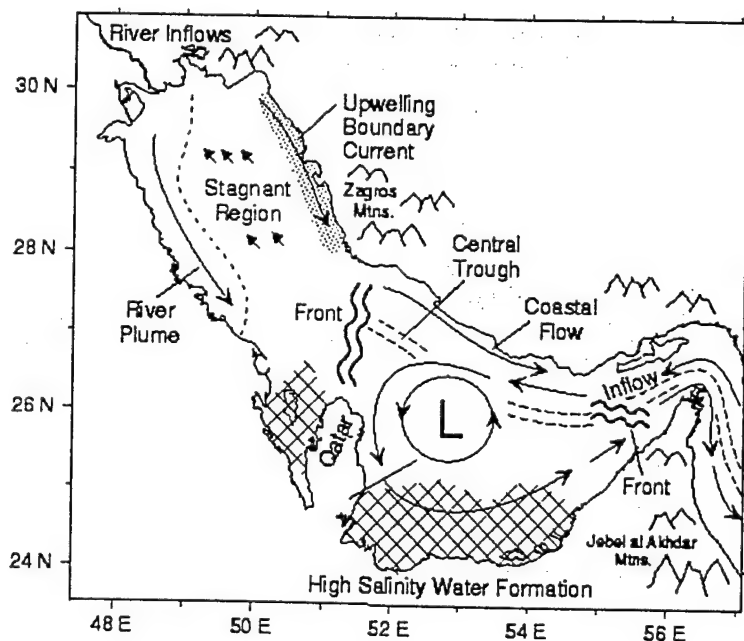 River Inflows
30 N
Upwelling
Boundary
Current
Zagros
Mtns.
Stagnant
Region
28 N
Central
Trough
River
Plume
Front
Coastal
Flow
Inflow
26 N
L
Qatar
Front
24 N
Jebel al Akhdar
Mtns.
High Salinity Water Formation
48 E
50 E
52 E
54 E
56 E